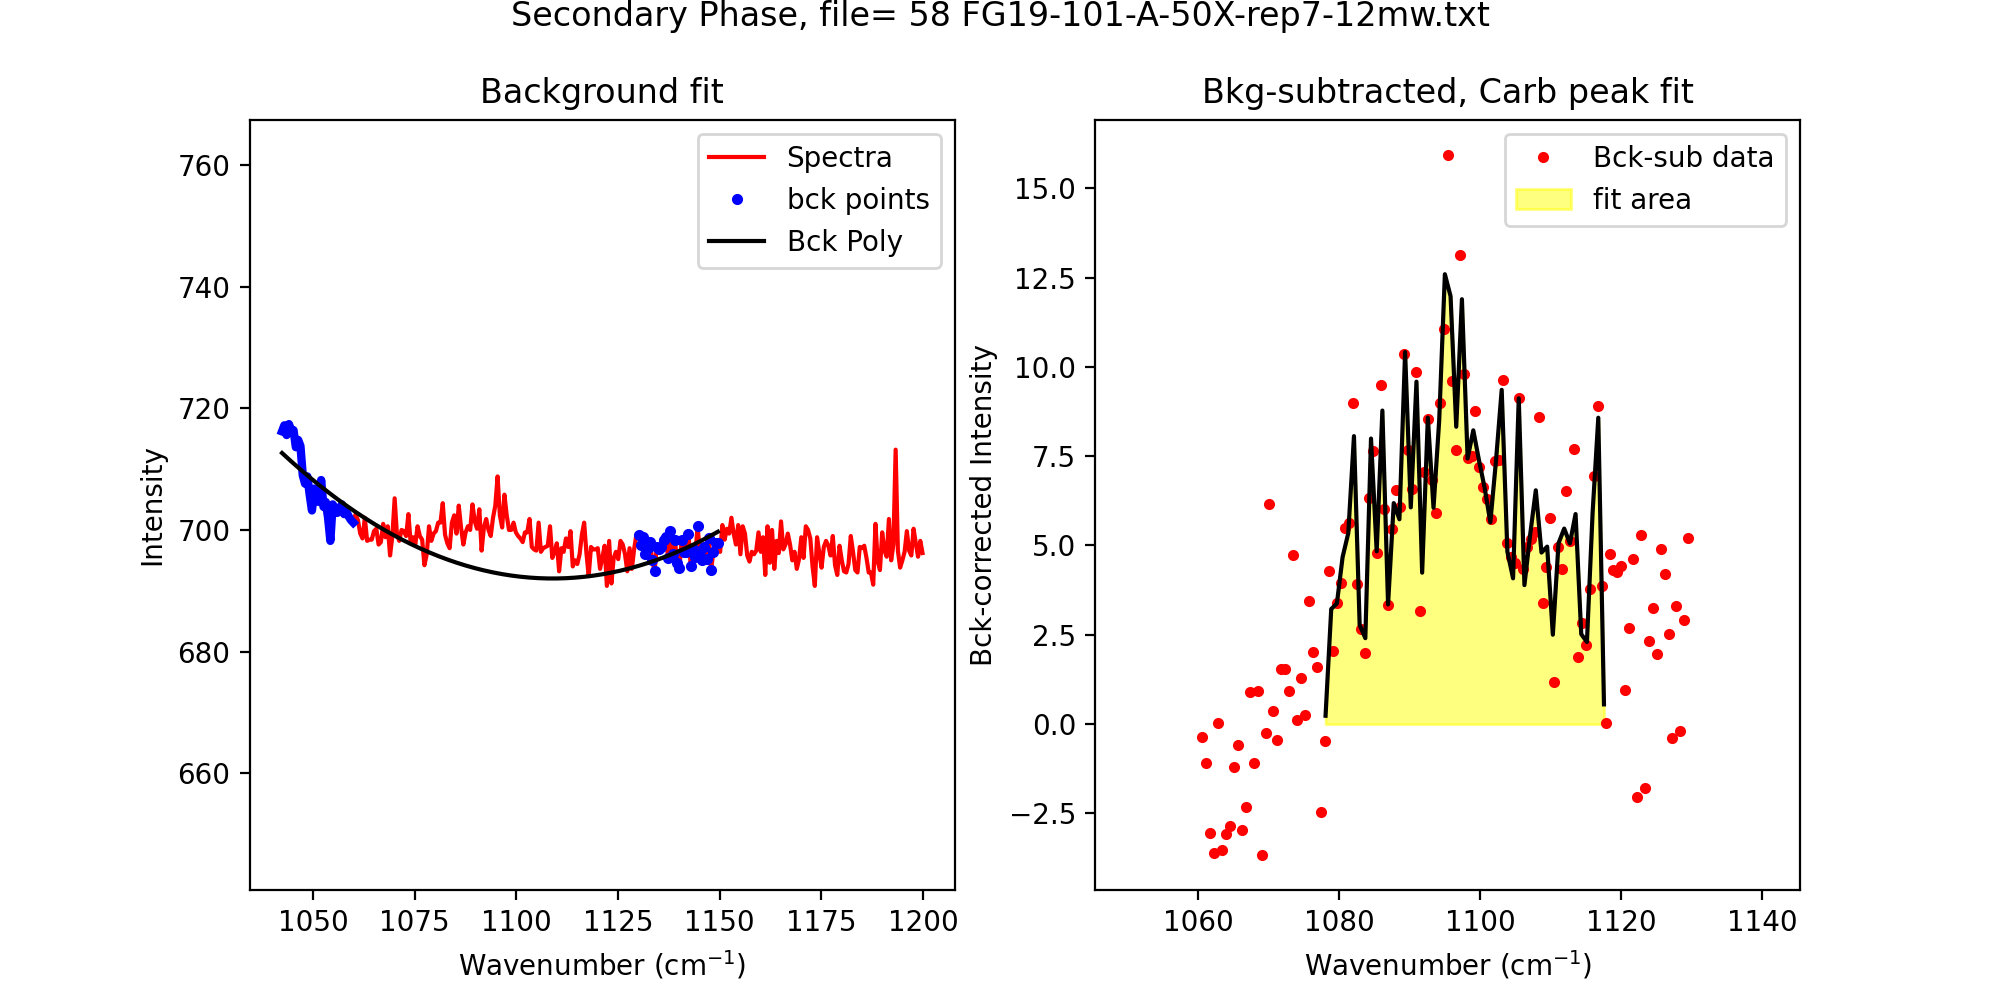 Secondary Phase, file= 58 FG19-101-A-50X-rep7-12mw.txt
Background fit
Spectra
bck points
Bck Poly
760
740
720
700
680
660
Intensity
1050 1075 1100 1125 1150 1175 1200
Wavenumber (cm⁻¹)
Bkg-subtracted, Carb peak fit
Bck-sub data
fit area
15.0
12.5
10.0
7.5
5.0
2.5
0.0
−2.5
Bck-corrected Intensity
1060 1080 1100 1120 1140
Wavenumber (cm⁻¹)